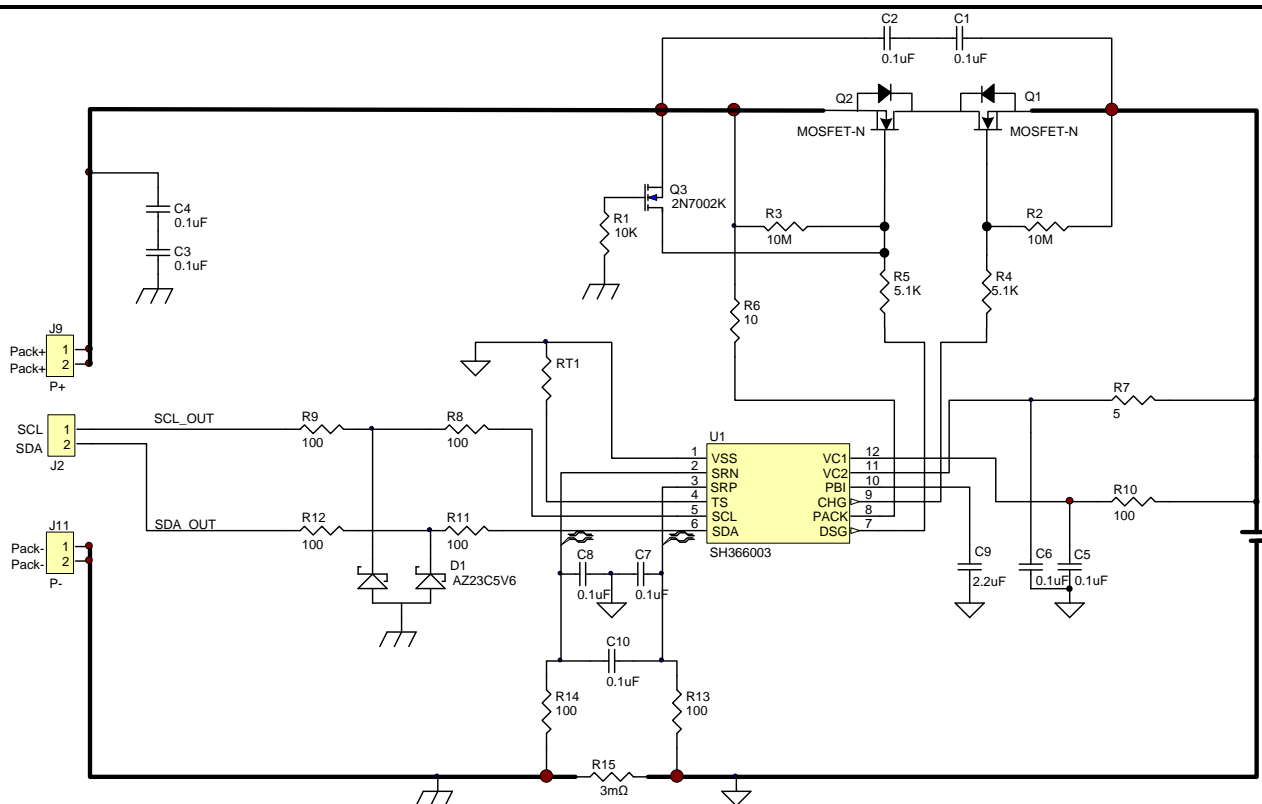 C2
C1
0.1uF
0.1uF
Q2
Q1
MOSFET-N
MOSFET-N
Q3
2N7002K
C4
0.1uF
R1
10K
R3
10M
R2
10M
C3
0.1uF
R5
5.1K
R4
5.1K
R6
10
J9
Pack+ 1
Pack+ 2
P+
RT1
R7
5
SCL_OUT
R9
100
R8
100
SCL 1
SDA 2
J2
U1
1 VSS VC1 12
2 SRN VC2 11
3 SRP PBI 10
4 TS CHG 9
5 SCL PACK 8
6 SDA DSG 7
SH366003
R10
100
SDA_OUT
R12
100
R11
100
J11
Pack- 1
Pack- 2
P-
D1
AZ23C5V6
C8
0.1uF
C7
0.1uF
C9
2.2uF
C6
0.1uF
C5
0.1uF
C10
0.1uF
R14
100
R13
100
R15
3mΩ